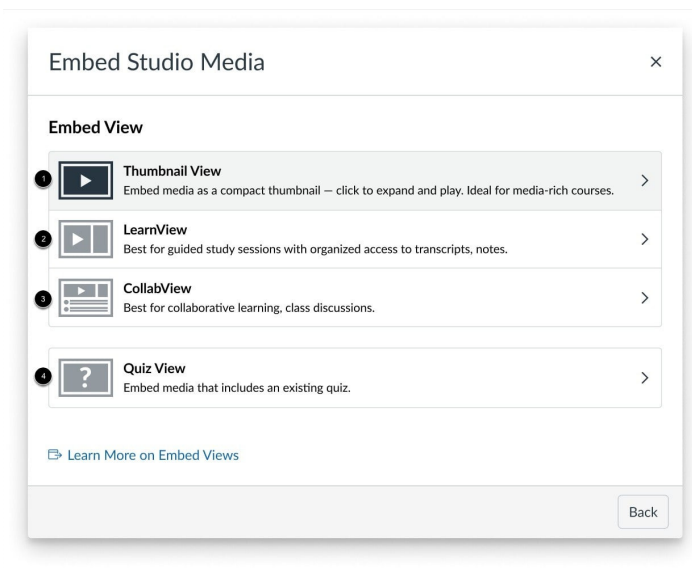 Embed Studio Media
×
Embed View
1
Thumbnail View
Embed media as a compact thumbnail — click to expand and play. Ideal for media-rich courses.
2
LearnView
Best for guided study sessions with organized access to transcripts, notes.
3
CollabView
Best for collaborative learning, class discussions.
4
?
Quiz View
Embed media that includes an existing quiz.
Learn More on Embed Views
Back